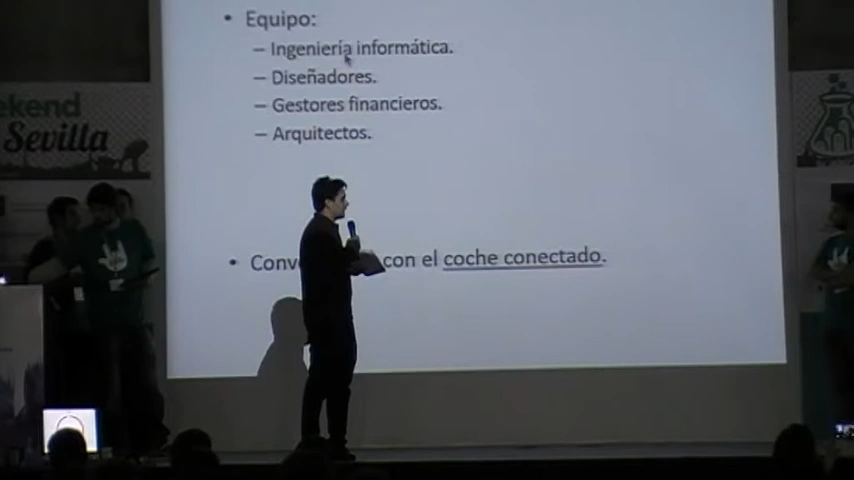 • Equipo:
– Ingeniería informática.
– Diseñadores.
– Gestores financieros.
– Arquitectos.
• Conv con el coche conectado.
ekend
Sevilla